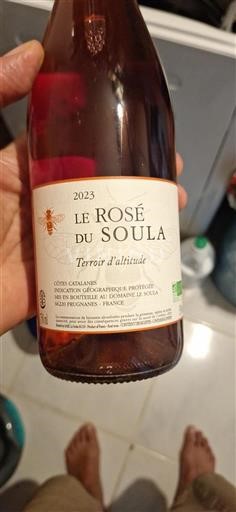 2023
LE ROSÉ
DU SOULA
Terroir d'altitude
CÔTES CATALANES
INDICATION GÉOGRAPHIQUE PROTÉGÉE
MIS EN BOUTEILLE AU DOMAINE LE SOULA
66220 PRUGNANES - FRANCE